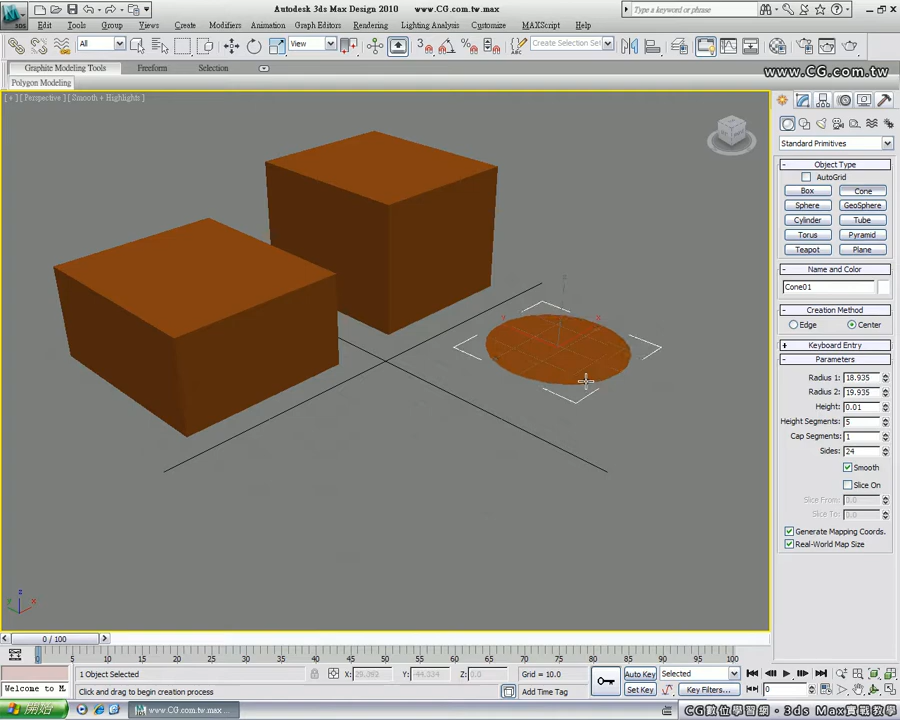 Autodesk 3ds Max Design 2010 www.CG.com.tw.max
Type a keyword or phrase
Edit Tools Group Views Create Modifiers Animation Graph Editors Rendering Lighting Analysis Customize MAXScript Help
All View Create Selection Set
Graphite Modeling Tools Freeform Selection
Polygon Modeling
www.CG.com.tw
[ + ] [ Perspective ] [ Smooth + Highlights ]
Standard Primitives
Object Type
AutoGrid
Box Cone
Sphere GeoSphere
Cylinder Tube
Torus Pyramid
Teapot Plane
Name and Color
Cone01
Creation Method
Edge Center
Keyboard Entry
Parameters
Radius 1: 18.935
Radius 2: 19.935
Height: 0.01
Height Segments: 5
Cap Segments: 1
Sides: 24
Smooth
Slice On
Slice From: 0.0
Slice To: 0.0
Generate Mapping Coords.
Real-World Map Size
z
y x
z
y x
0 / 100
0 5 10 15 20 25 30 35 40 45 50 55 60 65 70 75 80 85 90 95 100
1 Object Selected X: 29.392 Y: -44.334 Z: 0.0 Grid = 10.0 Auto Key Selected
Welcome to M Click and drag to begin creation process Add Time Tag Set Key Key Filters... 0
開始 www.CG.com.tw.max ... CG數位學習網·3ds Max實戰教學